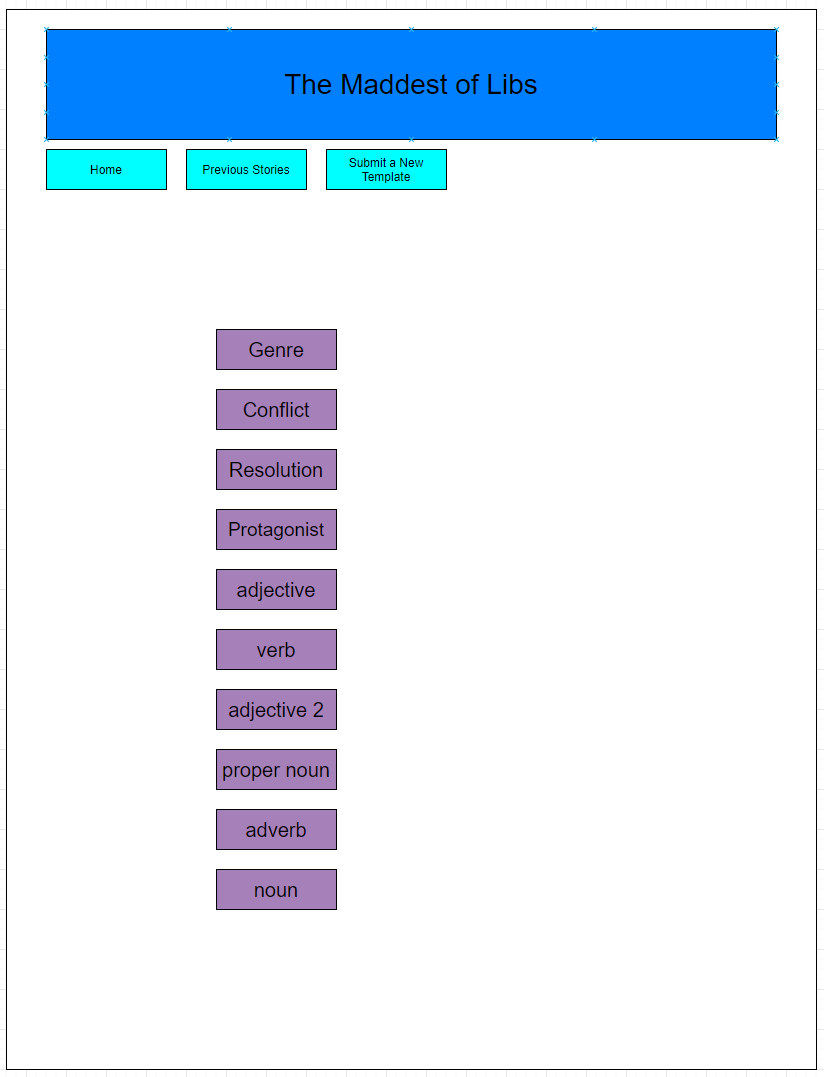 The Maddest of Libs
Home
Previous Stories
Submit a New
Template
Genre
Conflict
Resolution
Protagonist
adjective
verb
adjective 2
proper noun
adverb
noun